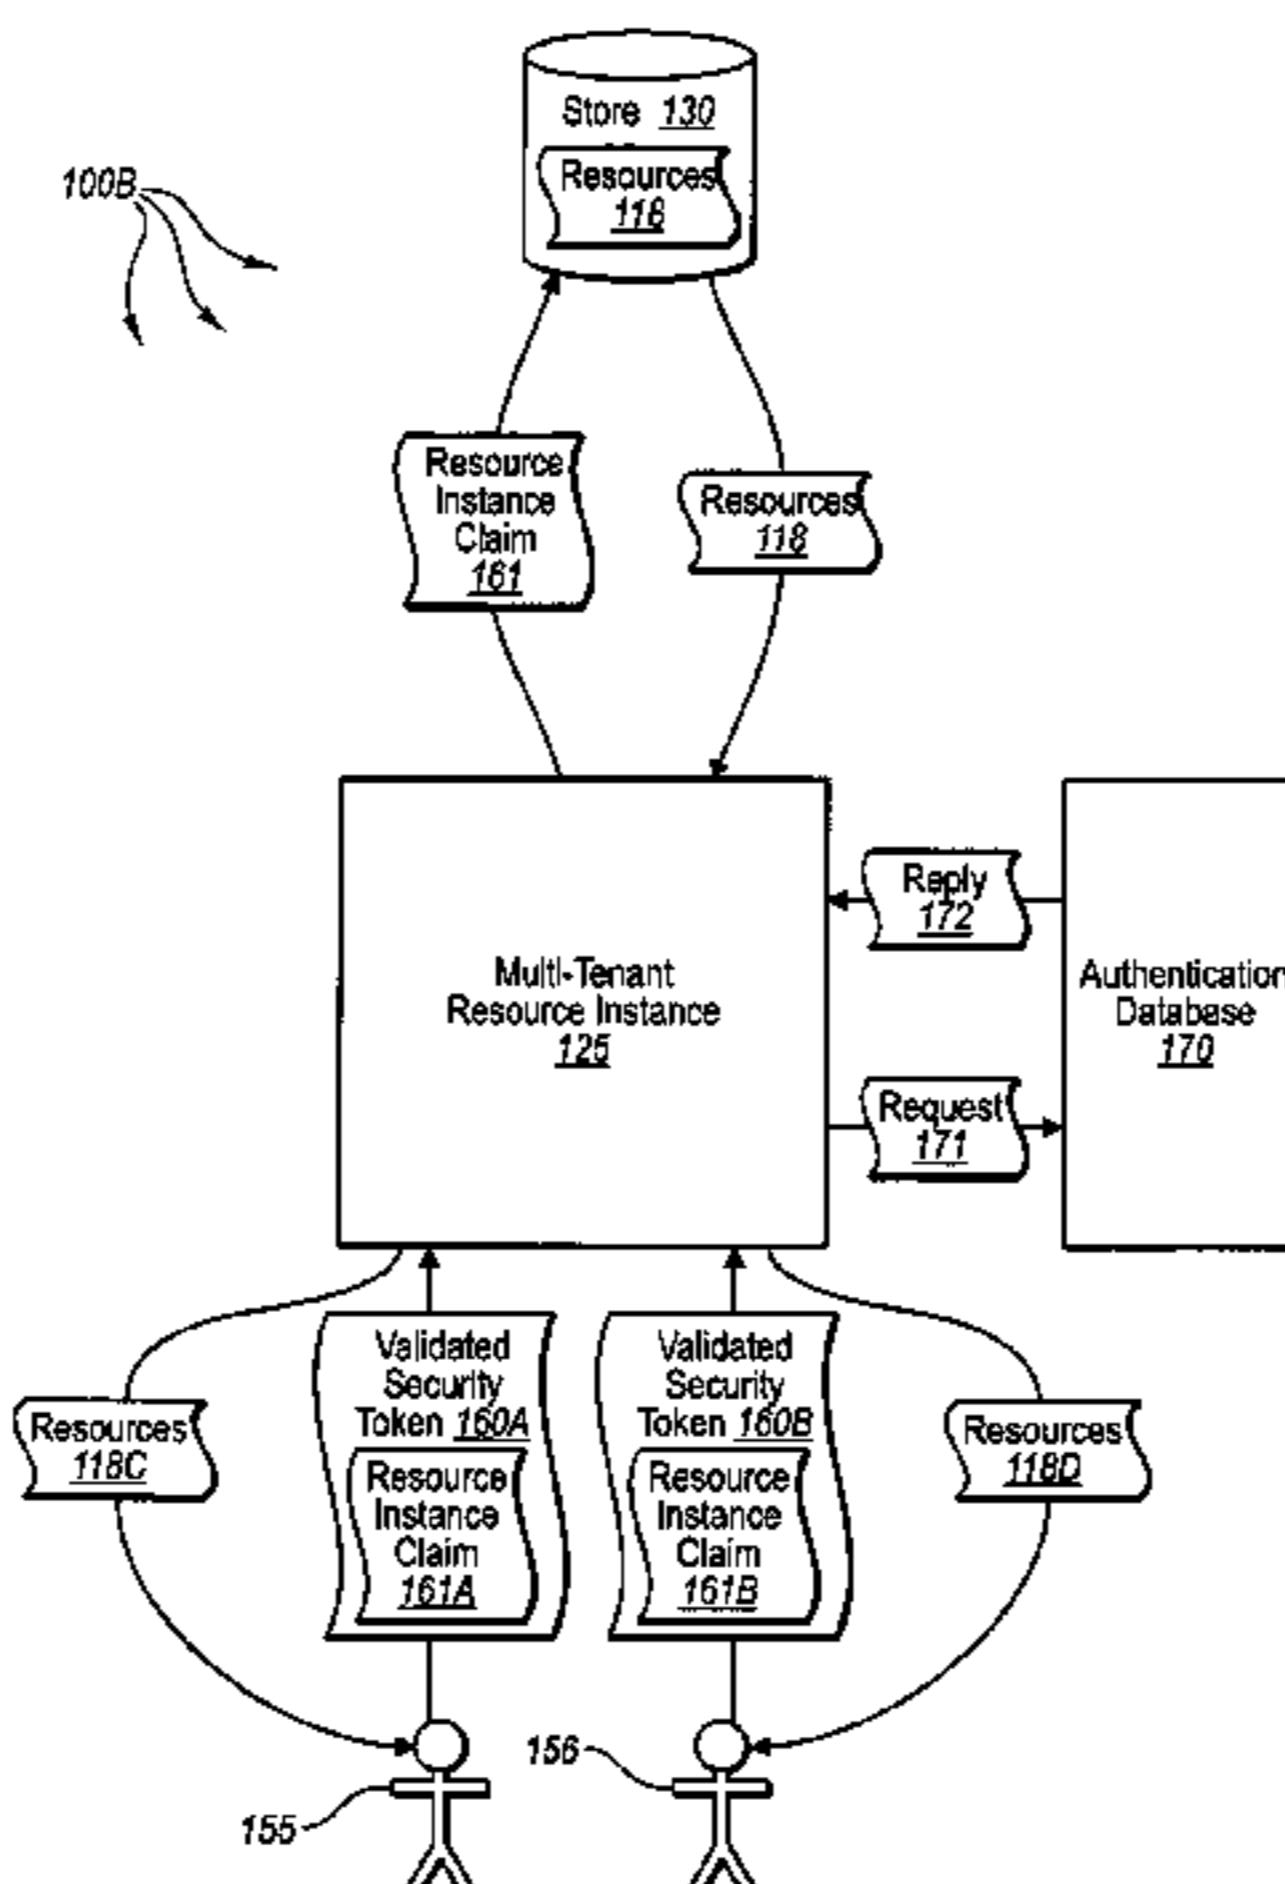 Store 130
Resources
118
100B
Resource
Instance
Claim
161
Resources
118
Reply
172
Multi-Tenant
Resource Instance
125
Authentication
Database
170
Request
171
Validated
Security
Token 160A
Resource
Instance
Claim
161A
Validated
Security
Token 160B
Resource
Instance
Claim
161B
Resources
118C
Resources
118D
156
155